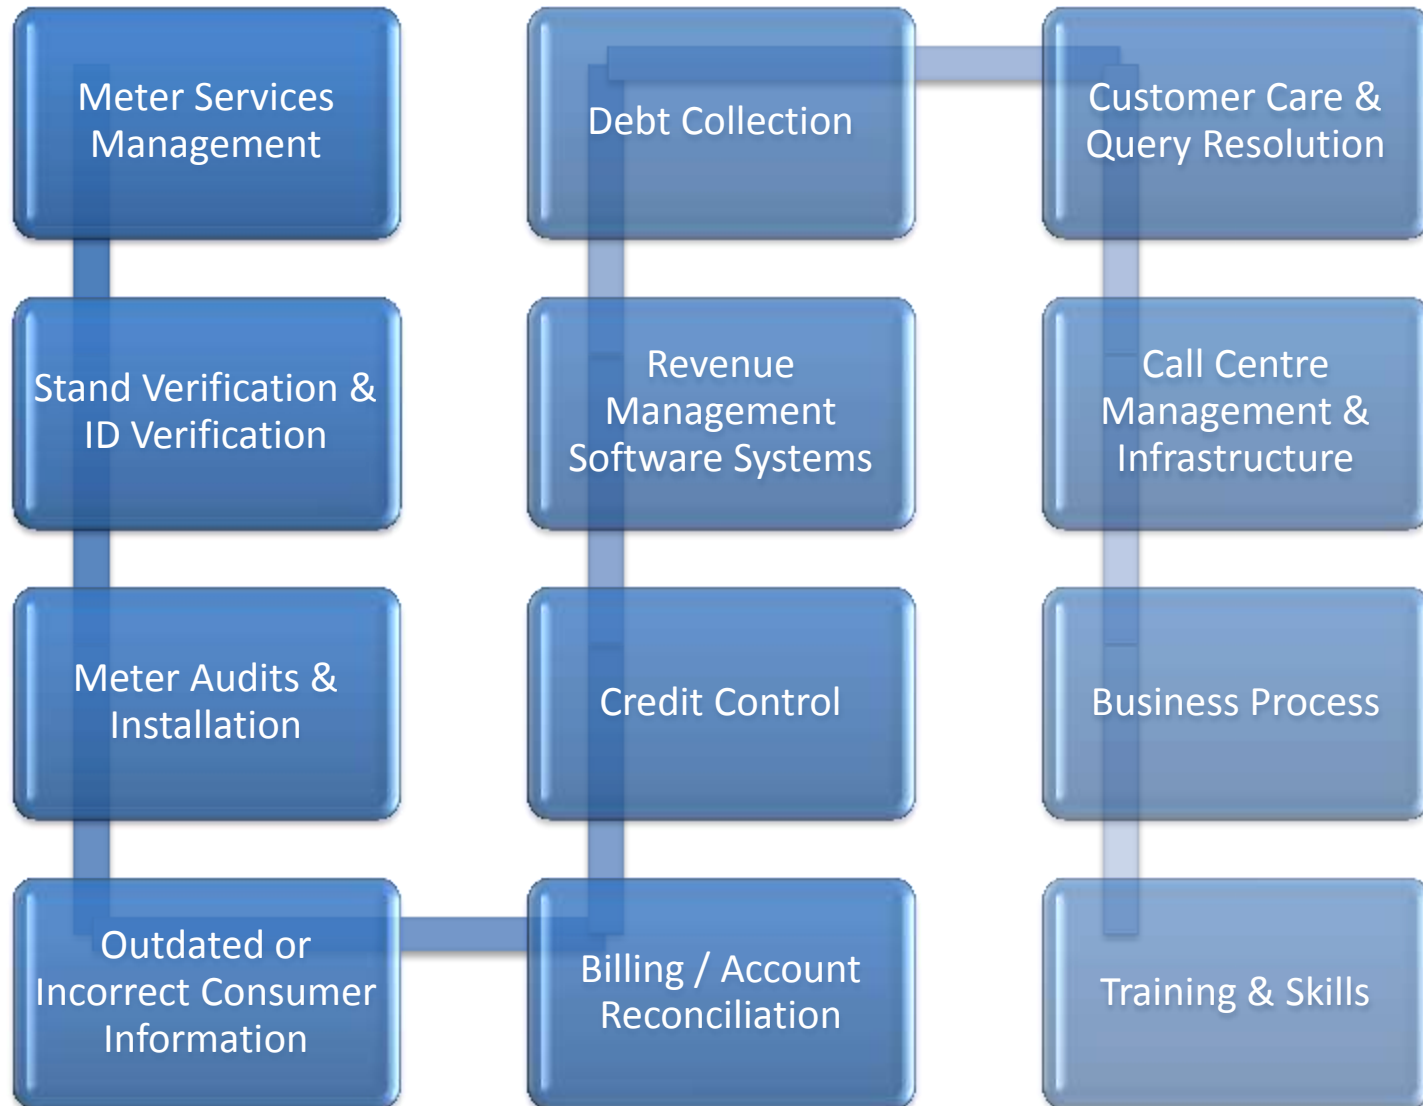 Meter Services
Management
Stand Verification &
ID Verification
Meter Audits &
Installation
Outdated or
Incorrect Consumer
Information
Billing / Account
Reconciliation
Credit Control
Revenue
Management
Software Systems
Debt Collection
Customer Care &
Query Resolution
Call Centre
Management &
Infrastructure
Business Process
Training & Skills